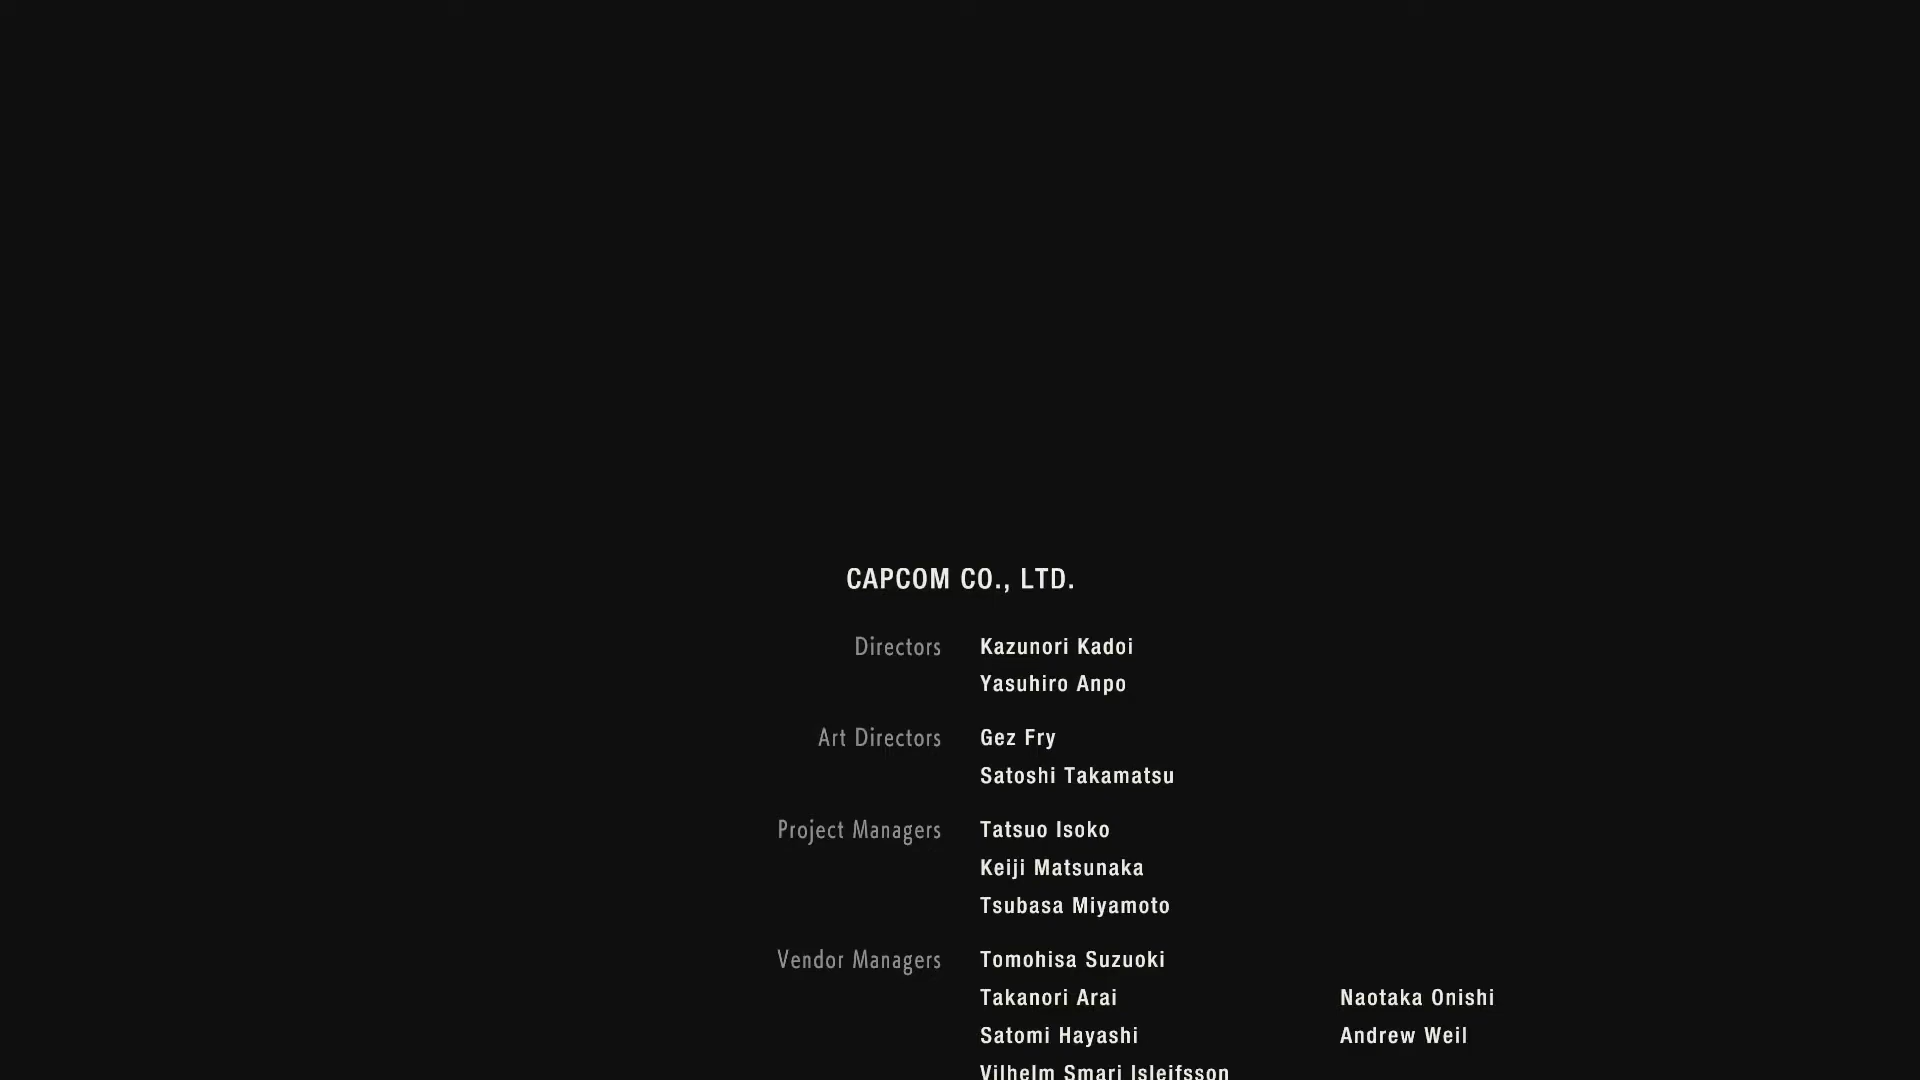 CAPCOM CO., LTD.
Directors Kazunori Kadoi
Yasuhiro Anpo
Art Directors Gez Fry
Satoshi Takamatsu
Project Managers Tatsuo Isoko
Keiji Matsunaka
Tsubasa Miyamoto
Vendor Managers Tomohisa Suzuoki
Takanori Arai Naotaka Onishi
Satomi Hayashi Andrew Weil
Vilhelm Smari Isleifsson